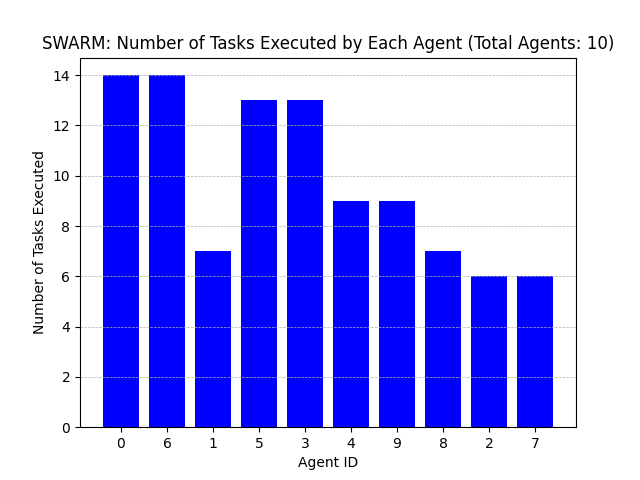 SWARM: Number of Tasks Executed by Each Agent (Total Agents: 10)
14
12
10
8
6
4
2
0
Number of Tasks Executed
0 6 1 5 3 4 9 8 2 7
Agent ID